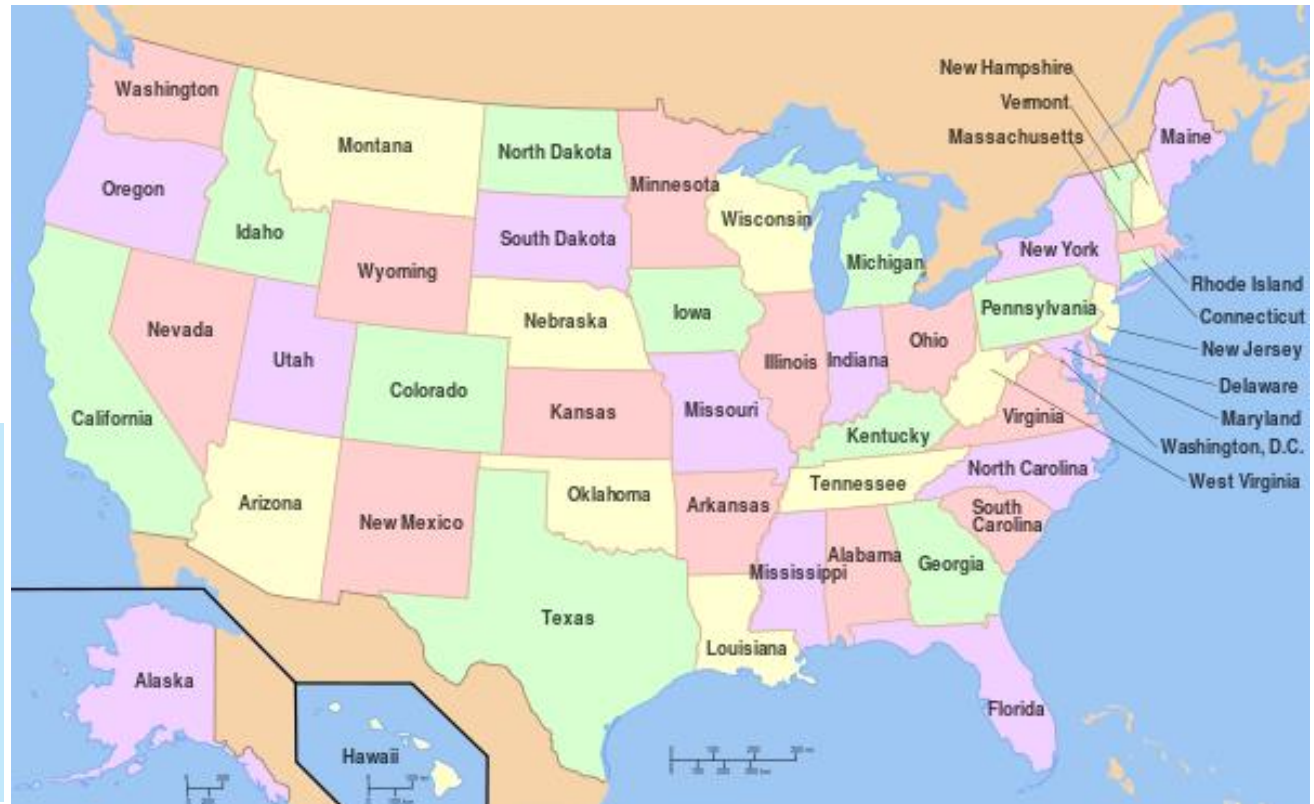 New Hampshire
Washington
Vermont
Massachusetts
Maine
Montana
North Dakota
Minnesota
Oregon
Wisconsin
Idaho
South Dakota
New York
Michigan
Wyoming
Rhode Island
Pennsylvania
Connecticut
Iowa
Nebraska
Nevada
Ohio
New Jersey
Utah
Illinois
Indiana
Colorado
Delaware
Kansas
Missouri
California
Virginia
Maryland
Kentucky
Washington, D.C.
North Carolina
West Virginia
Tennessee
Oklahoma
Arizona
Arkansas
South
Carolina
New Mexico
Alabama
Georgia
Mississippi
Texas
Louisiana
Alaska
Florida
Hawaii